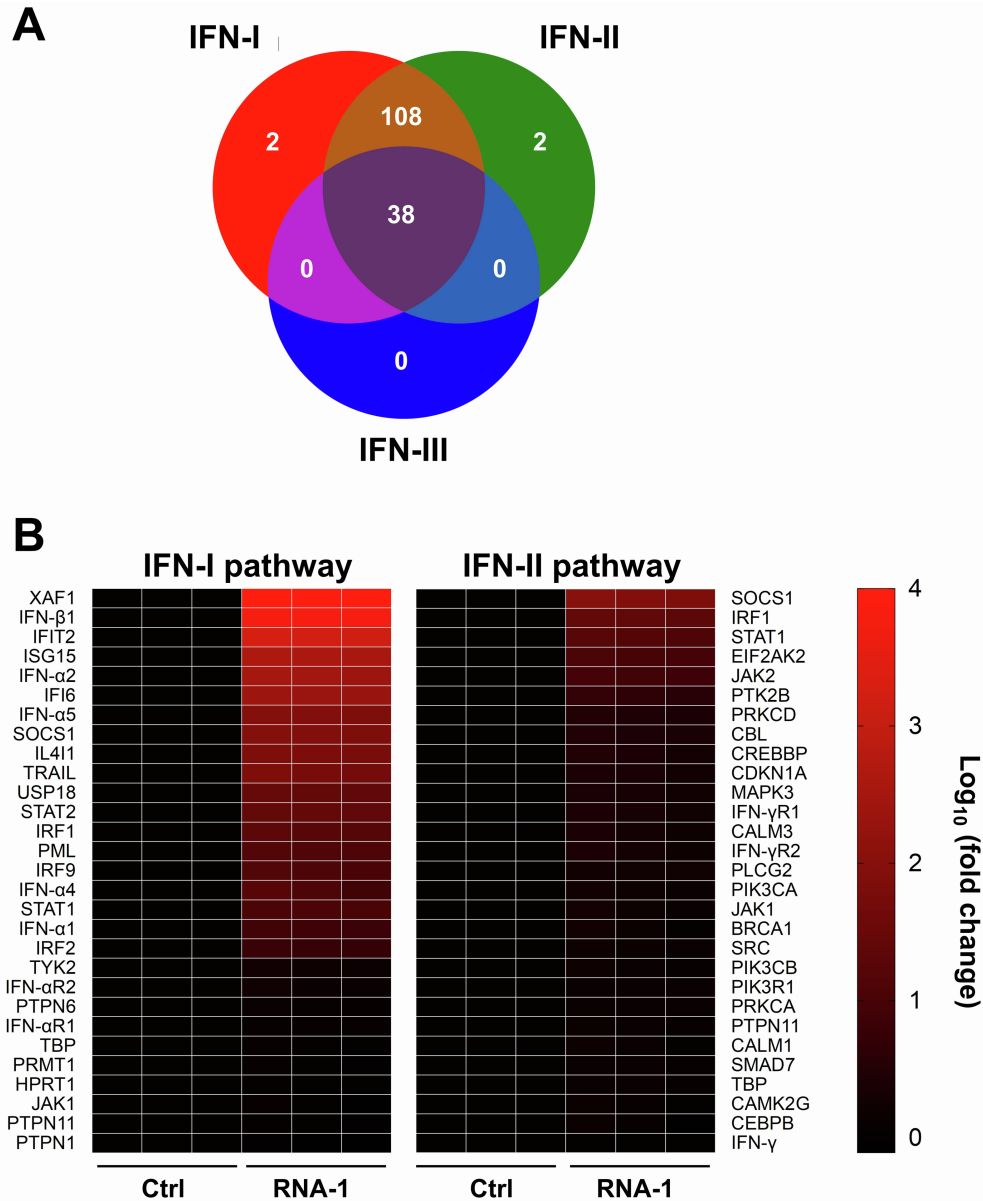 A
IFN-I
IFN-II
108
2
2
38
0
0
0
IFN-III
B
IFN-I pathway
IFN-II pathway
XAF1
IFN-β1
IFIT2
ISG15
IFN-α2
IFI6
IFN-α5
SOCS1
IL4I1
TRAIL
USP18
STAT2
IRF1
PML
IRF9
IFN-α4
STAT1
IFN-α1
IRF2
TYK2
IFN-αR2
PTPN6
IFN-αR1
TBP
PRMT1
HPRT1
JAK1
PTPN11
PTPN1
SOCS1
IRF1
STAT1
EIF2AK2
JAK2
PTK2B
PRKCD
CBL
CREBBP
CDKN1A
MAPK3
IFN-γR1
CALM3
IFN-γR2
PLCG2
PIK3CA
JAK1
BRCA1
SRC
PIK3CB
PIK3R1
PRKCA
PTPN11
CALM1
SMAD7
TBP
CAMK2G
CEBPB
IFN-γ
4
3
2
1
0
Log10 (fold change)
Ctrl
RNA-1
Ctrl
RNA-1